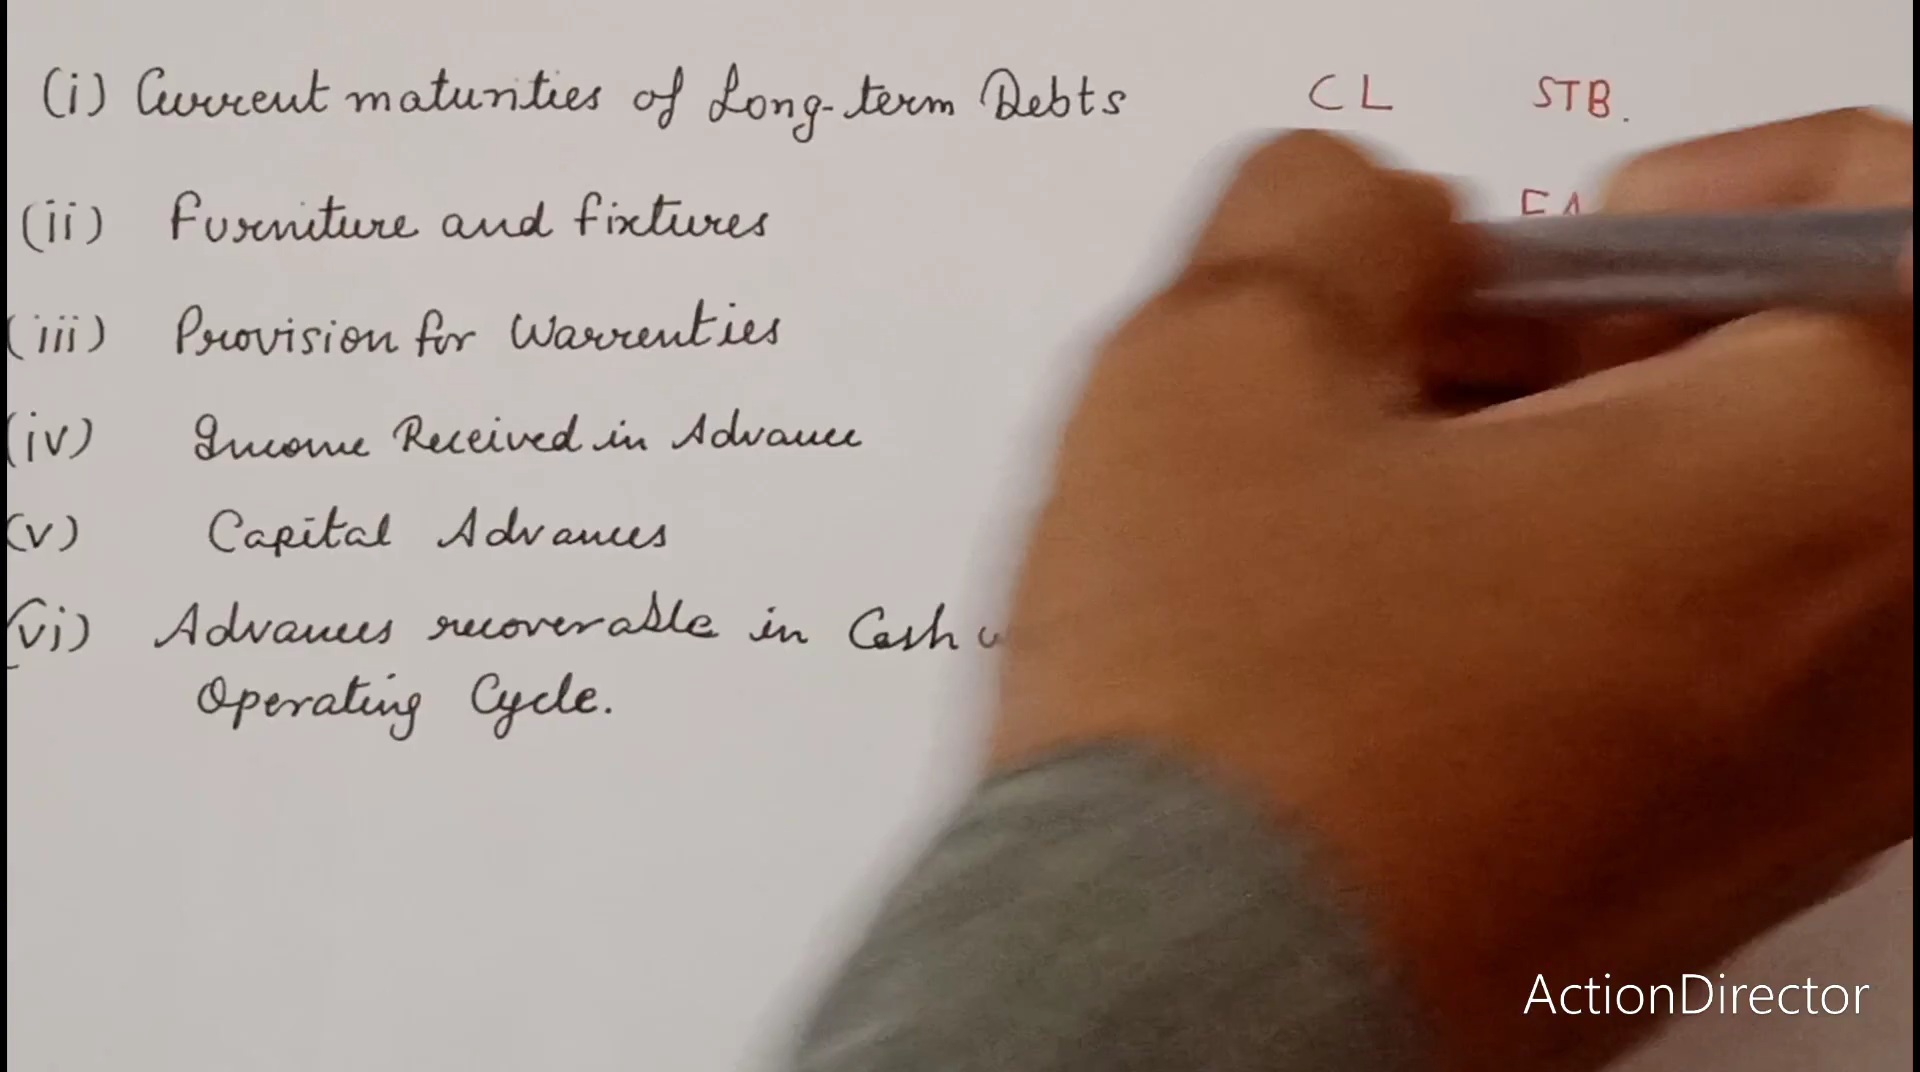 (i) Current maturities of Long-term Debts CL STB.
(ii) Furniture and fixtures FA
(iii) Provision for Warrenties
(iv) Income Received in Advance
(v) Capital Advances
(vi) Advances recoverable in Cash
Operating Cycle.
ActionDirector